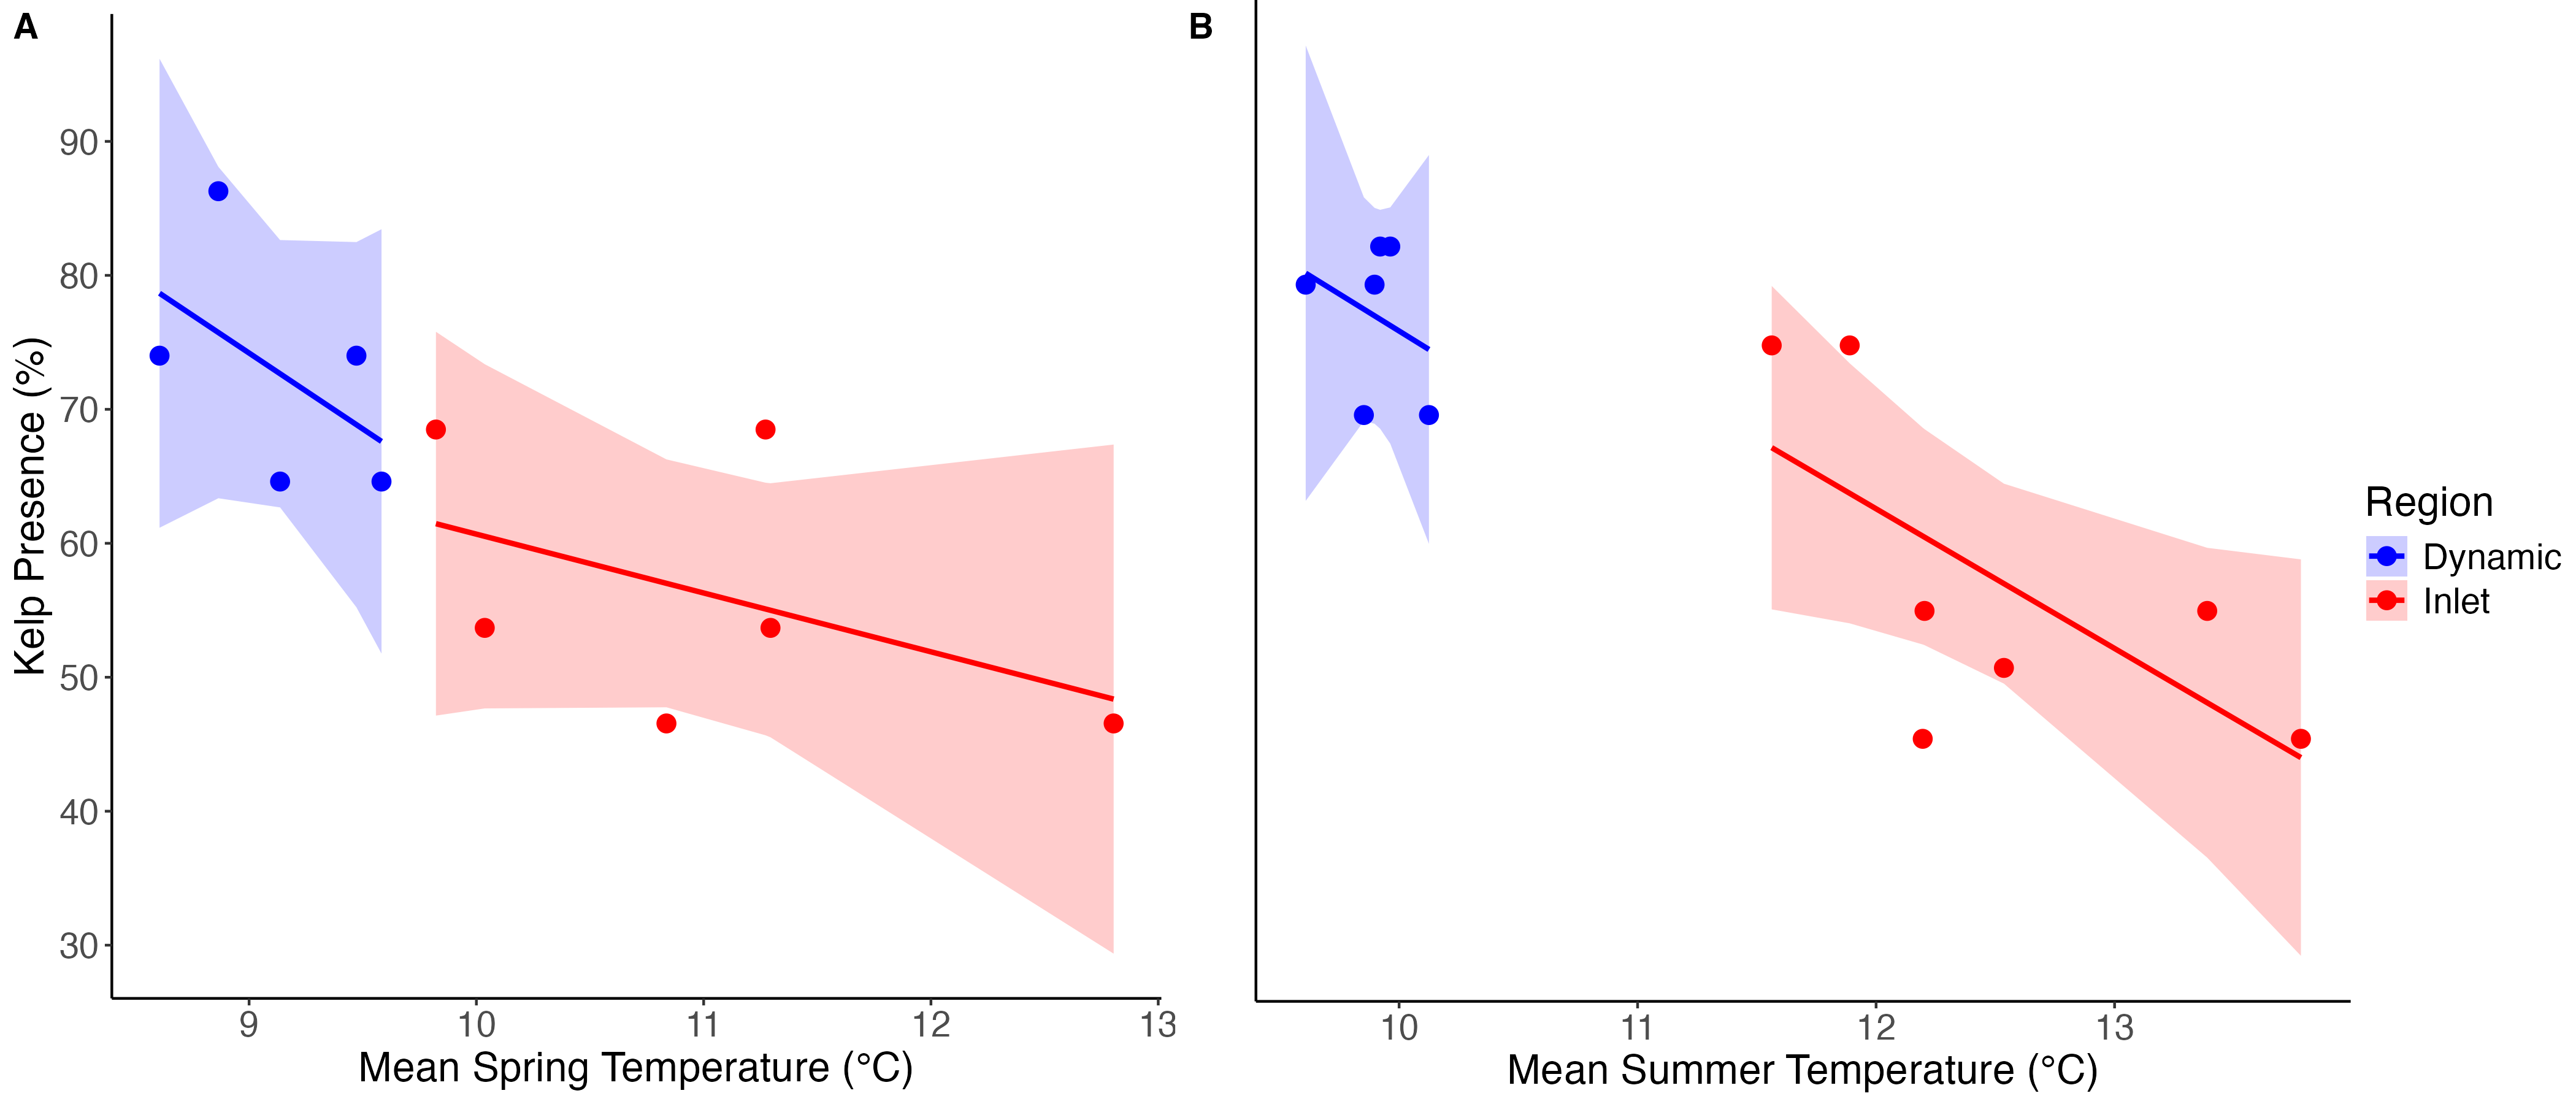 A
B
Kelp Presence (%)
90
80
70
60
50
40
30
9 10 11 12 13
Mean Spring Temperature (°C)
10 11 12 13
Mean Summer Temperature (°C)
Region
Dynamic
Inlet